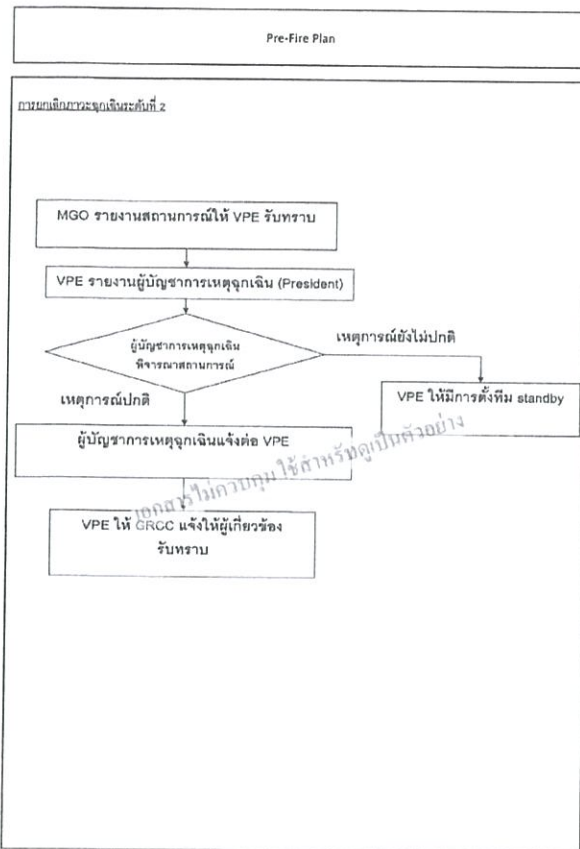 Pre-Fire Plan
การยกเลิกภาวะฉุกเฉินระดับที่ 2
MGO รายงานสถานการณ์ให้ VPE รับทราบ
VPE รายงานผู้บัญชาการเหตุฉุกเฉิน (President)
ผู้บัญชาการเหตุฉุกเฉิน
พิจารณาสถานการณ์
เหตุการณ์ยังไม่ปกติ
VPE ให้มีการตั้งทีม standby
เหตุการณ์ปกติ
ผู้บัญชาการเหตุฉุกเฉินแจ้งต่อ VPE
เอกสารไม่ควบคุม ใช้สำหรับดูเป็นตัวอย่าง
VPE ให้ GRCC แจ้งให้ผู้เกี่ยวข้อง
รับทราบ